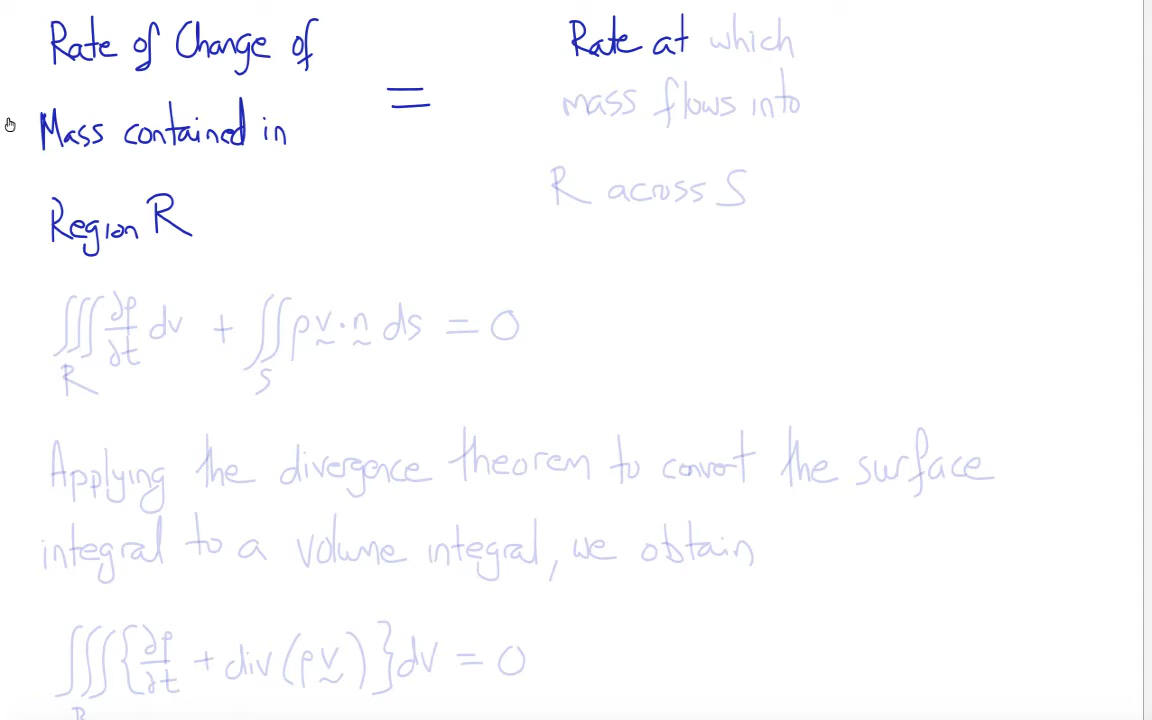 Rate of Change of
Mass contained in
Region R
=
Rate at which
mass flows into
R across S
∭_R ∂ρ/∂t dv + ∬_S ρv̰·ṋ ds = 0
Applying the divergence theorem to convert the surface
integral to a volume integral, we obtain
∭_R {∂ρ/∂t + div(ρv̰)}dv = 0